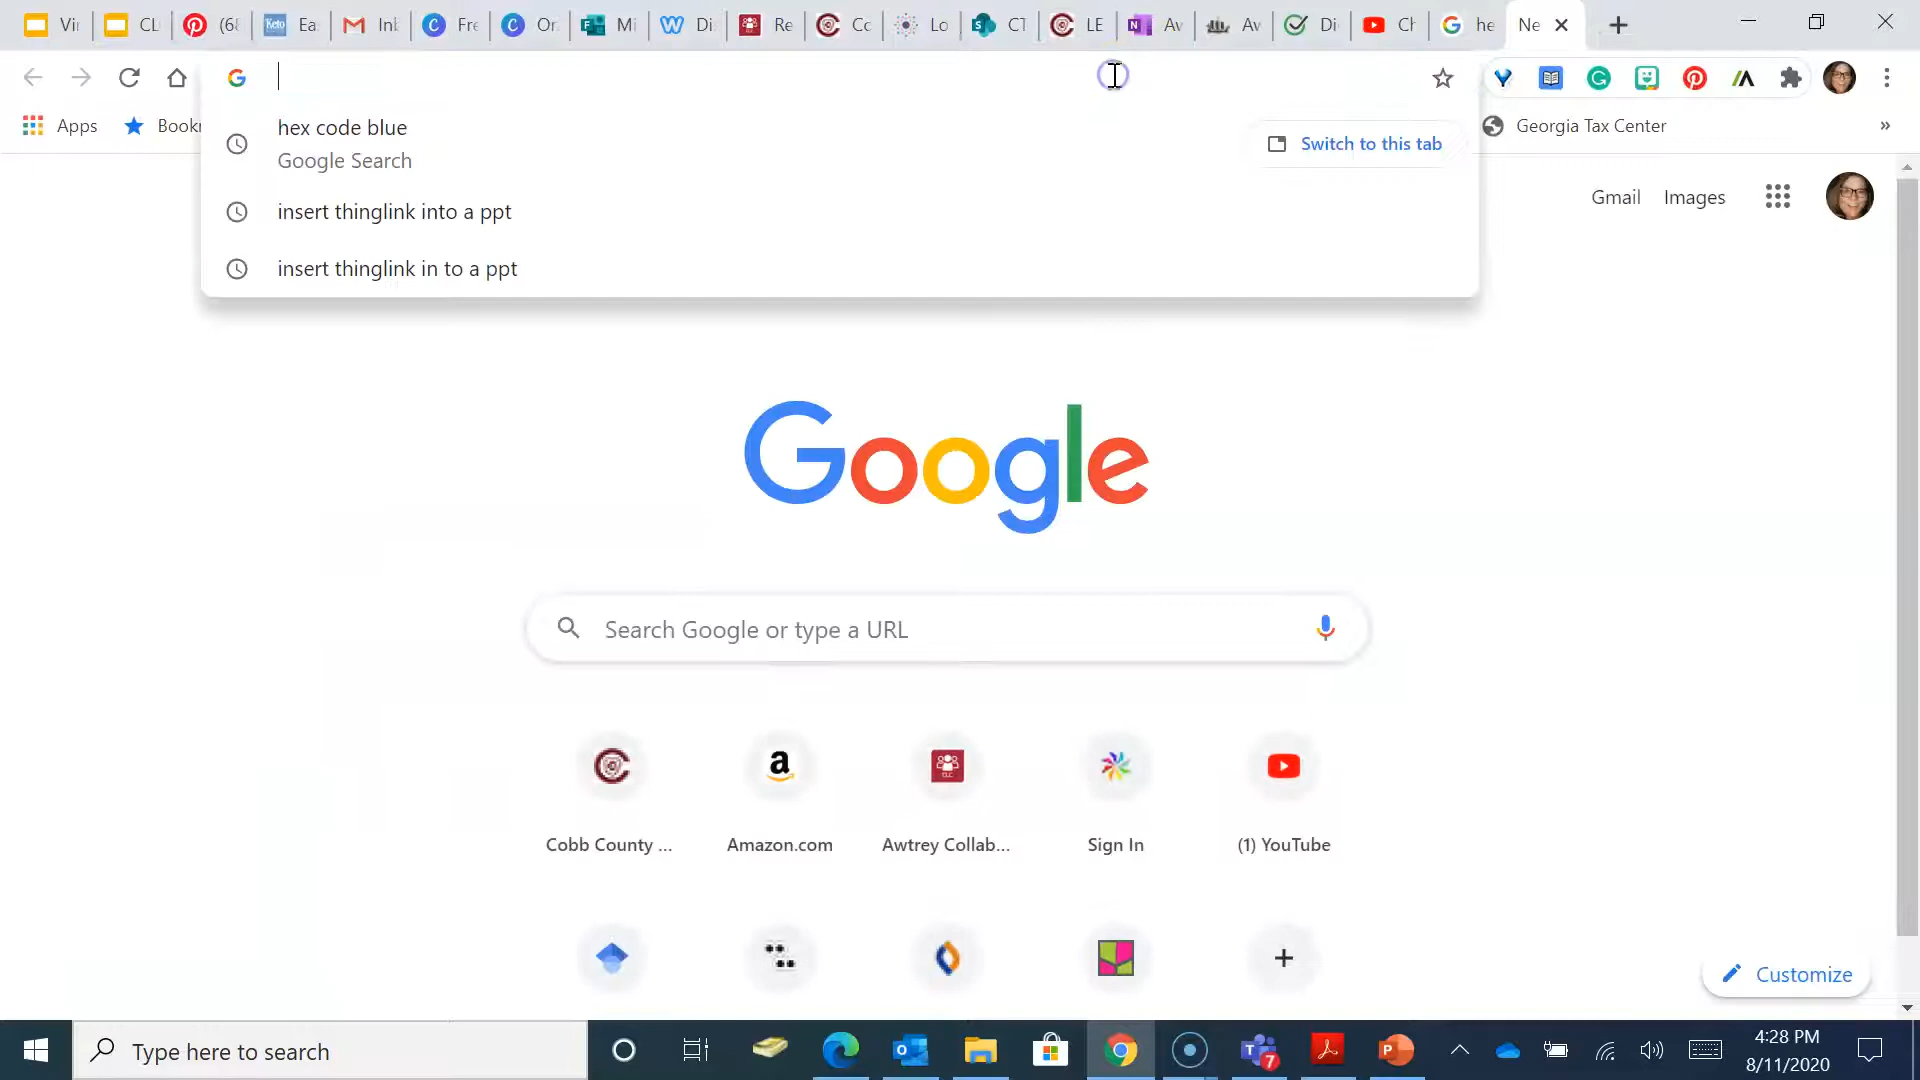 Vi CL (6 Ea Int Fre Or Mi Di Re Co Lo CT LE Av Av Di Ch he Ne
Apps Book Georgia Tax Center »
hex code blue
Google Search
Switch to this tab
insert thinglink into a ppt
insert thinglink in to a ppt
Gmail Images
Google
Search Google or type a URL
Cobb County ... Amazon.com Awtrey Collab... Sign In (1) YouTube
Customize
Type here to search
4:28 PM
8/11/2020